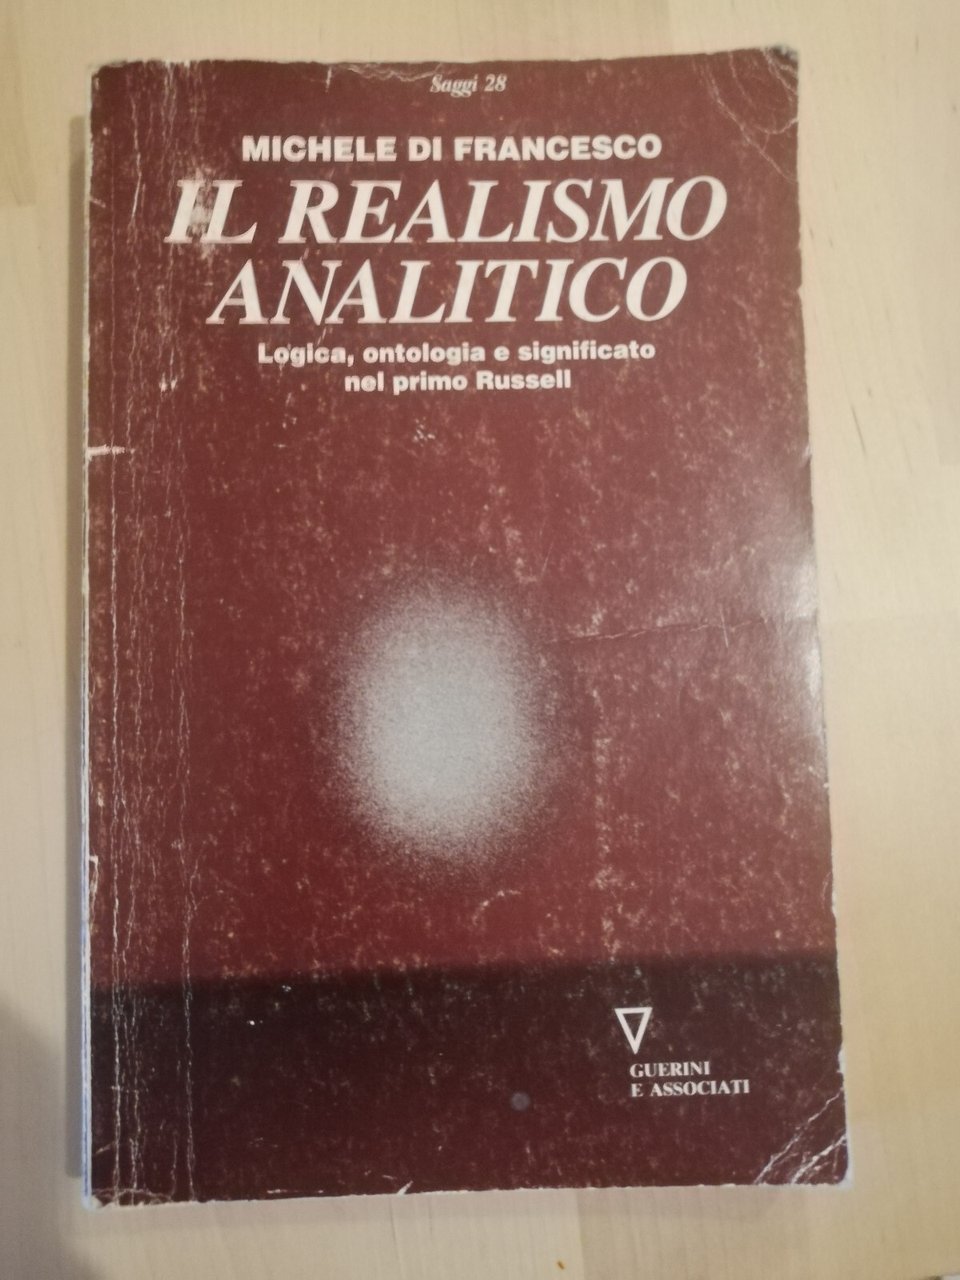 Saggi 28
MICHELE DI FRANCESCO
IL REALISMO
ANALITICO
Logica, ontologia e significato
nel primo Russell
GUERINI
E ASSOCIATI